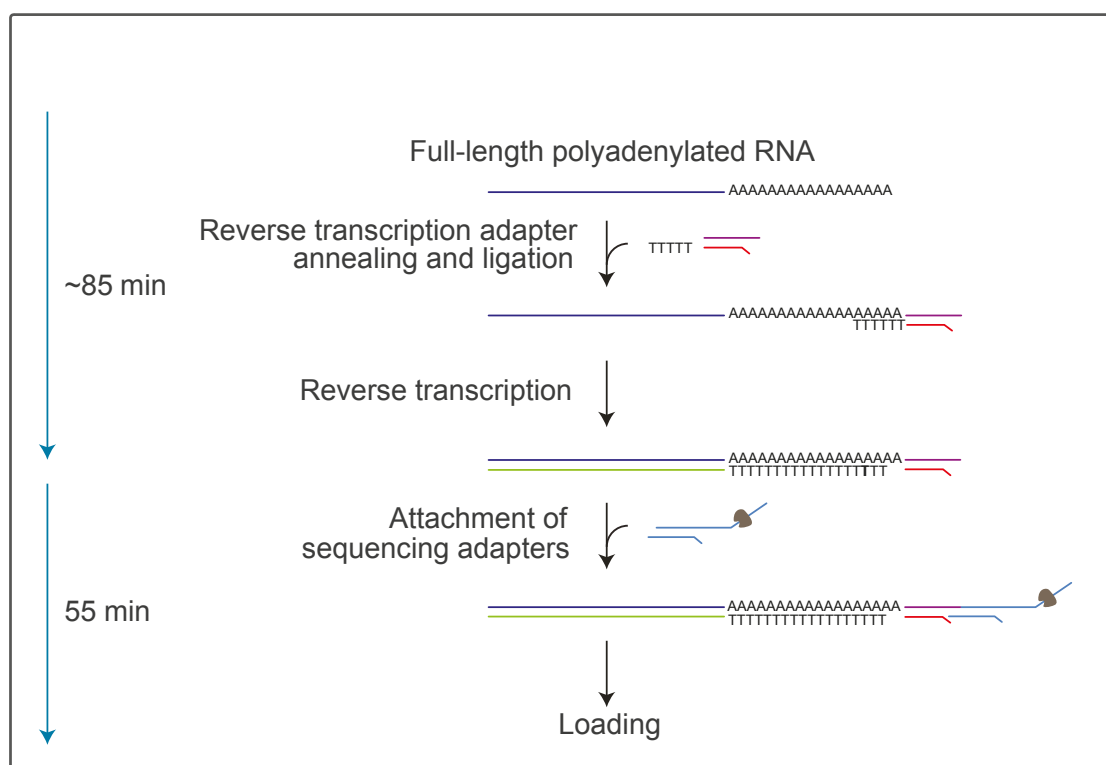 Full-length polyadenylated RNA
AAAAAAAAAAAAAAAAA
Reverse transcription adapter
annealing and ligation
TTTTT
~85 min
AAAAAAAAAAAAAAAAAA
TTTTTT
Reverse transcription
AAAAAAAAAAAAAAAAAA
TTTTTTTTTTTTTTTTTT
Attachment of
sequencing adapters
55 min
AAAAAAAAAAAAAAAAAA
TTTTTTTTTTTTTTTTTT
Loading